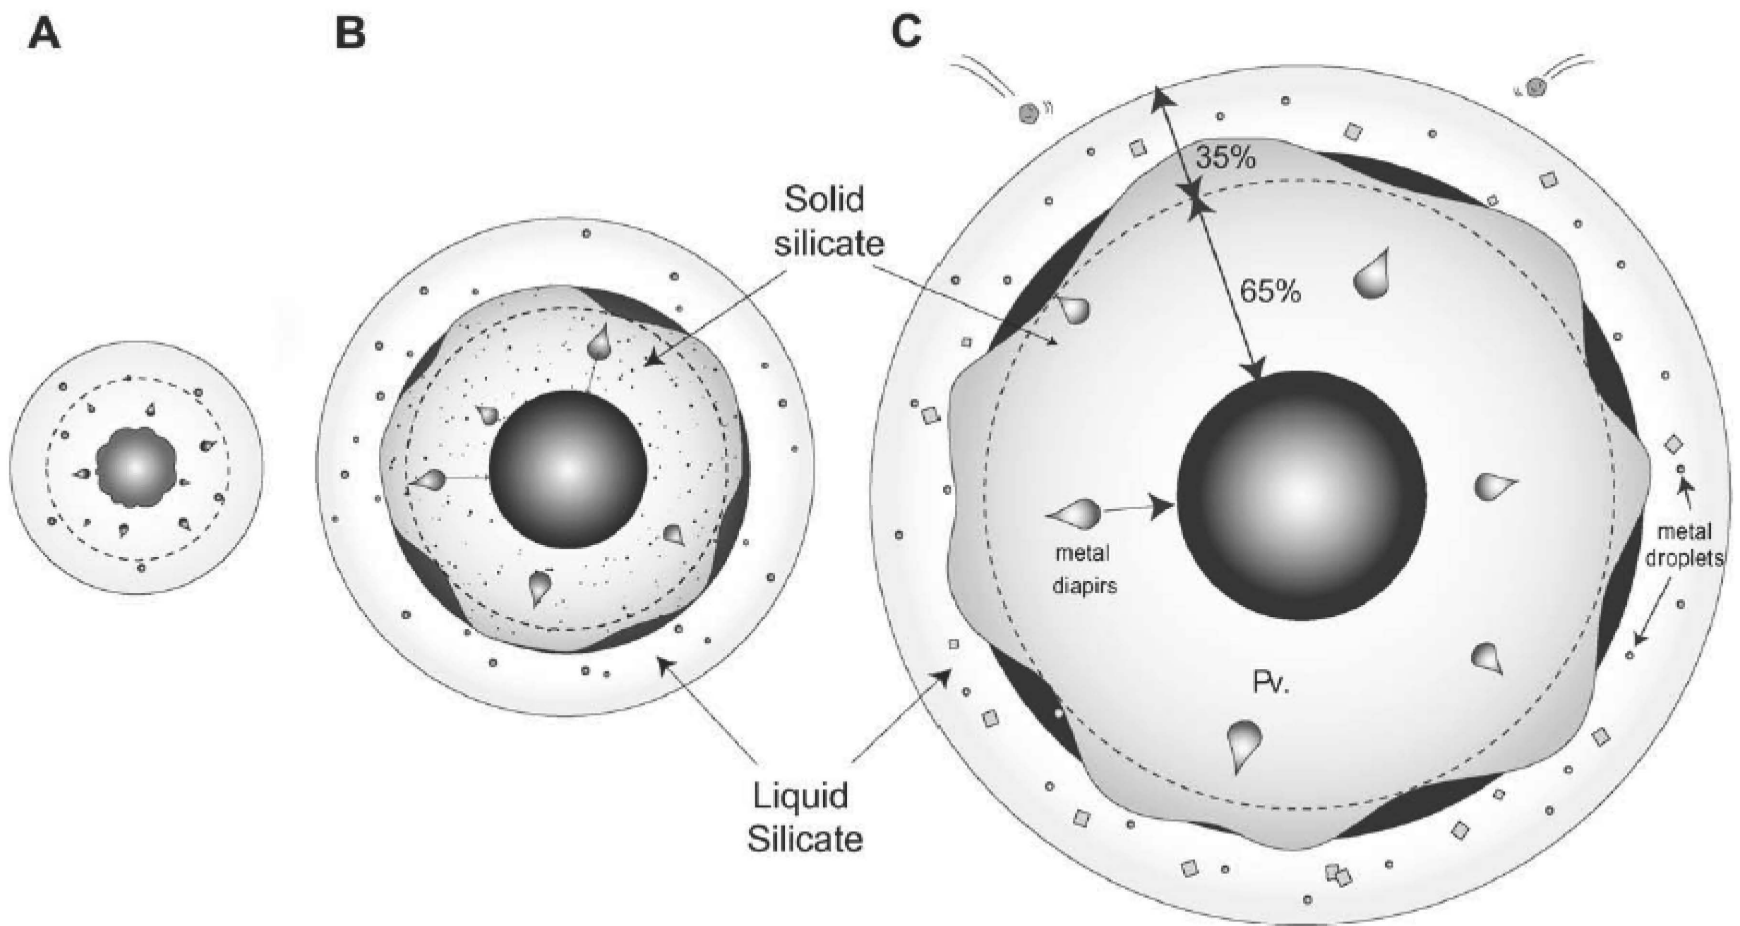 A
B
C
35%
Solid
silicate
65%
metal
droplets
metal
diapirs
Pv.
Liquid
Silicate